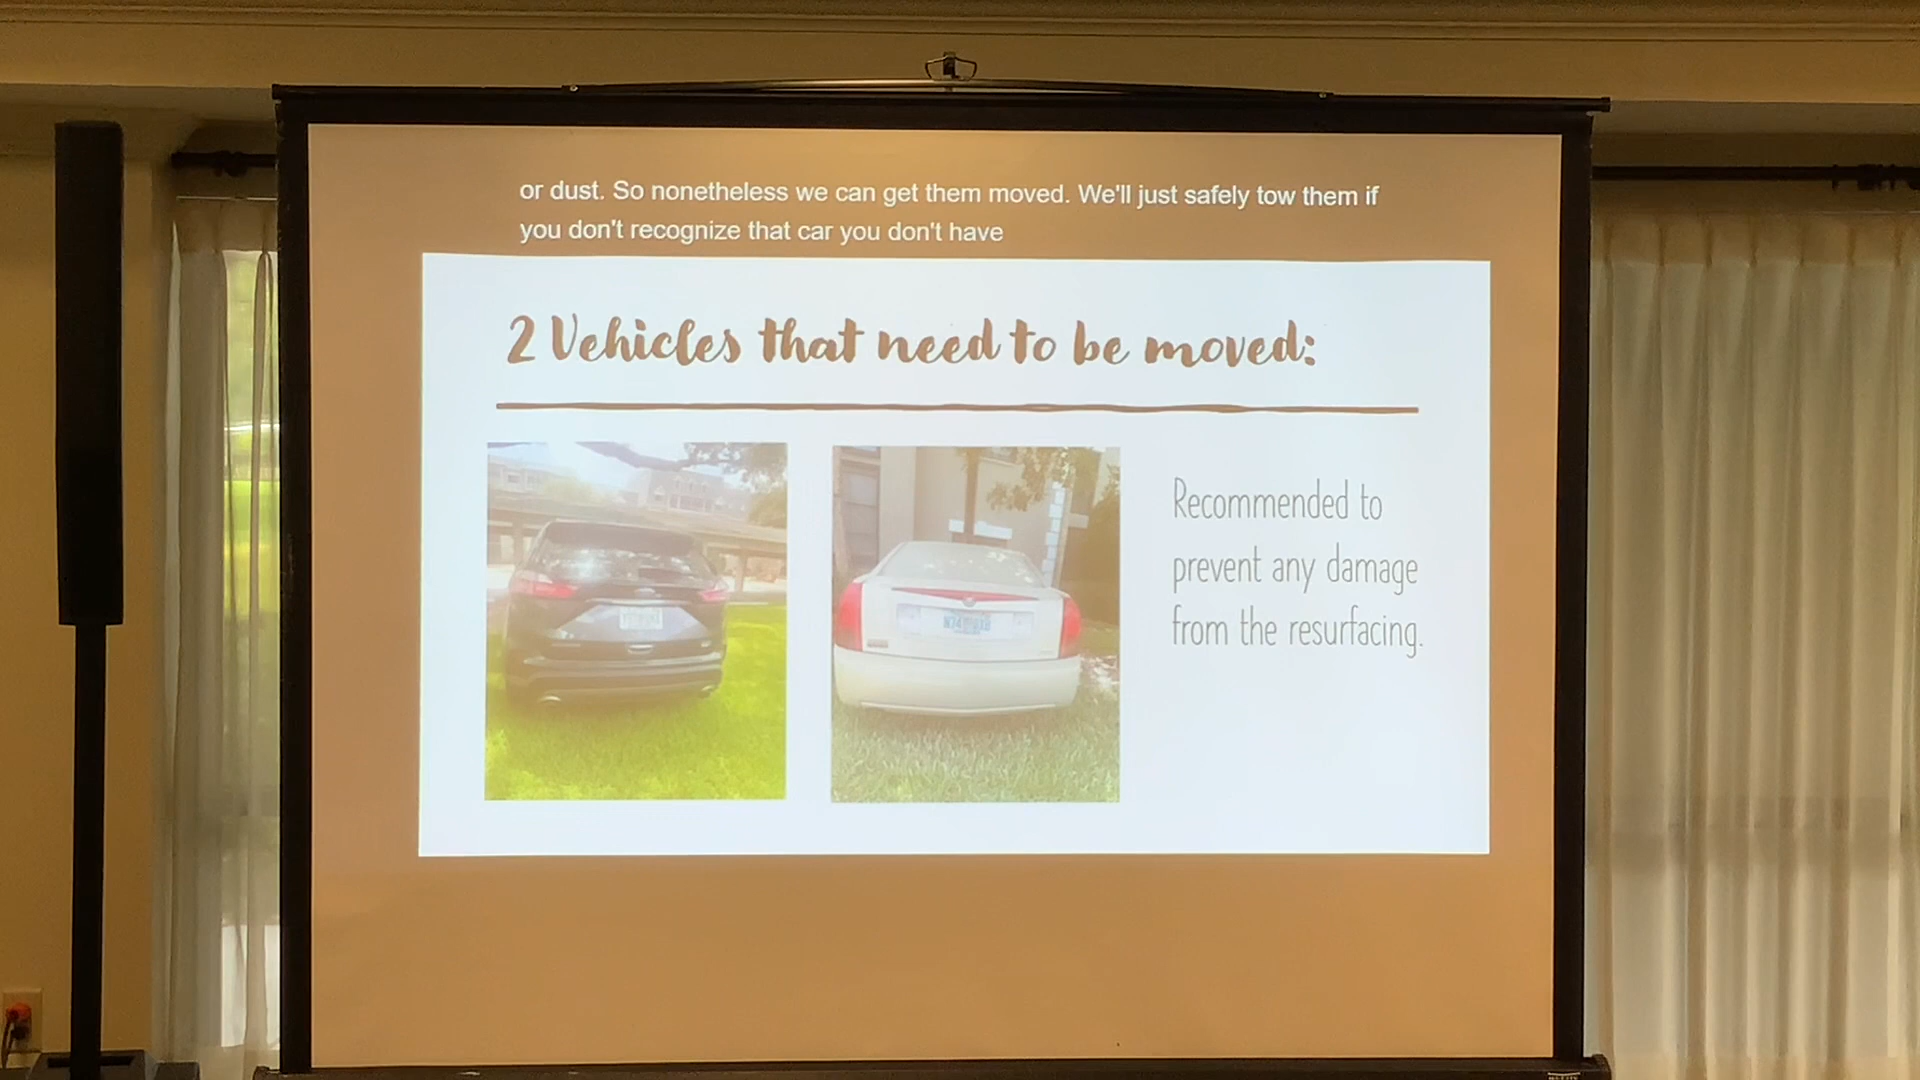 or dust. So nonetheless we can get them moved. We'll just safely tow them if
you don't recognize that car you don't have
2 Vehicles that need to be moved:
Recommended to
prevent any damage
from the resurfacing.